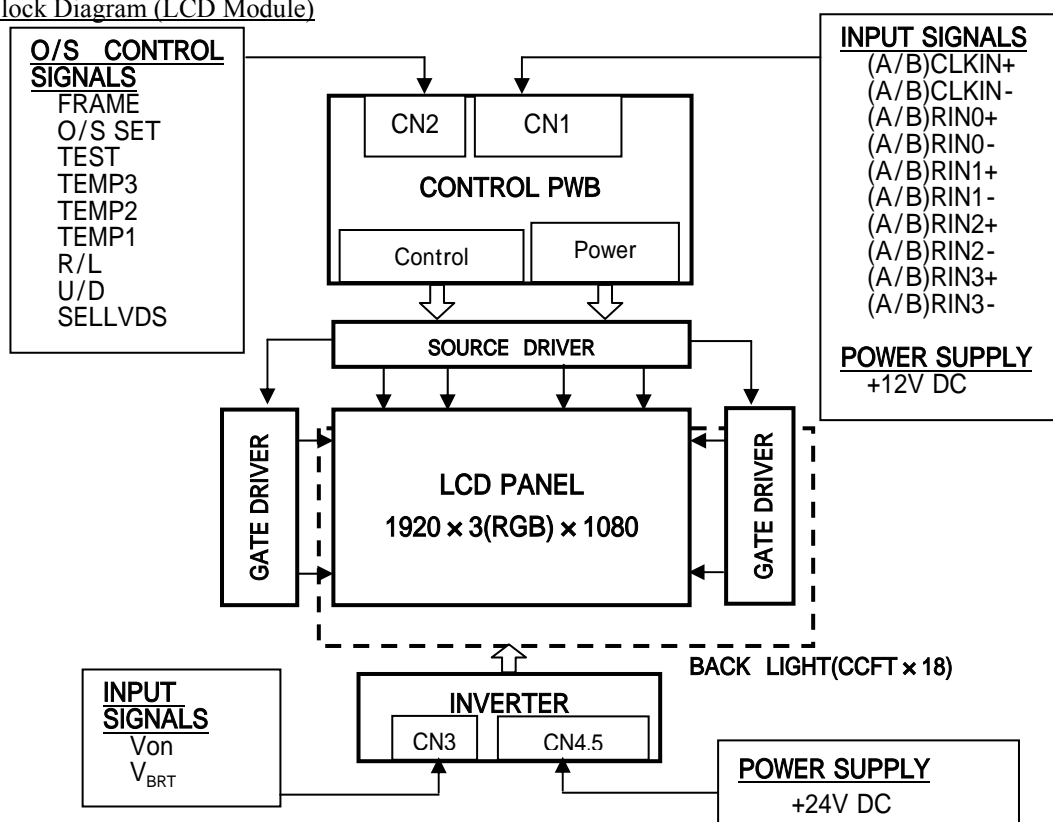 lock Diagram (LCD Module)
O/S CONTROL
SIGNALS
FRAME
O/S SET
TEST
TEMP3
TEMP2
TEMP1
R/L
U/D
SELLVDS
CN2
CN1
CONTROL PWB
Control
Power
INPUT SIGNALS
(A/B)CLKIN+
(A/B)CLKIN-
(A/B)RIN0+
(A/B)RIN0-
(A/B)RIN1+
(A/B)RIN1-
(A/B)RIN2+
(A/B)RIN2-
(A/B)RIN3+
(A/B)RIN3-
POWER SUPPLY
+12V DC
SOURCE DRIVER
GATE DRIVER
LCD PANEL
1920 × 3(RGB) × 1080
GATE DRIVER
BACK LIGHT(CCFT × 18)
INVERTER
CN3
CN4.5
INPUT
SIGNALS
Von
VBRT
POWER SUPPLY
+24V DC